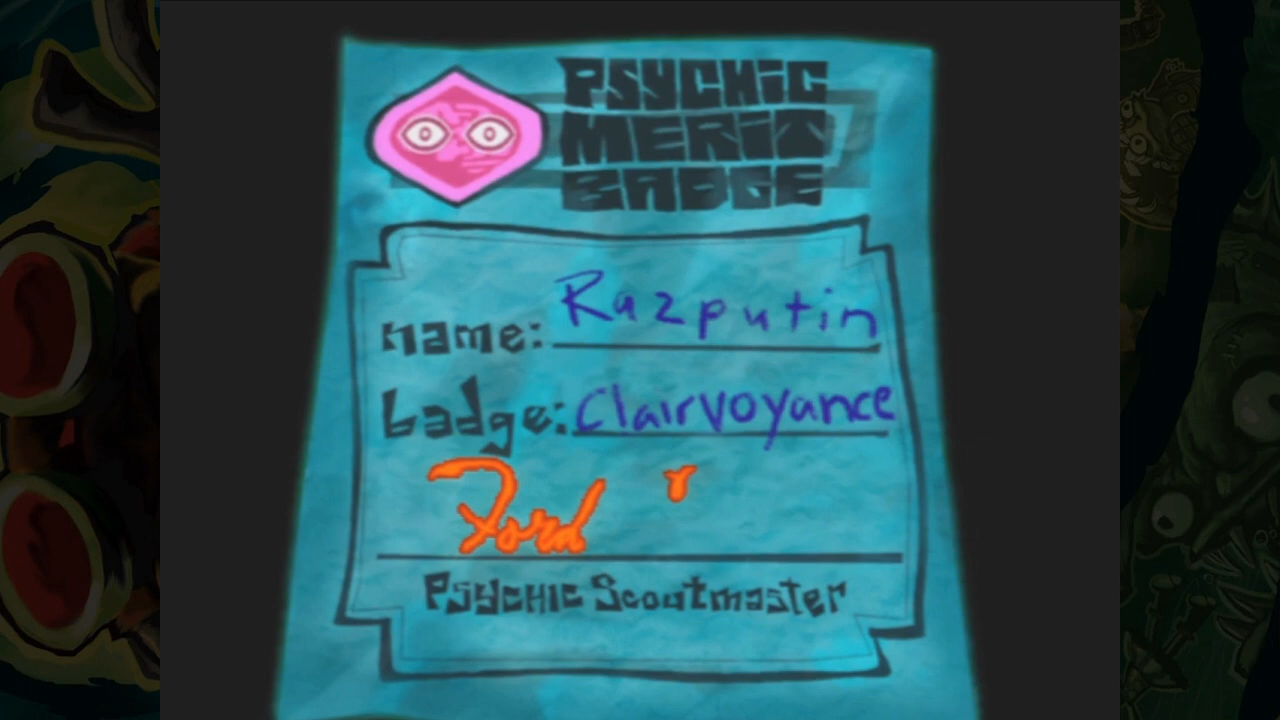 PSYCHIC
MERIT
BADGE
name: Razputin
badge: Clairvoyance
Ford
Psychic Scoutmaster